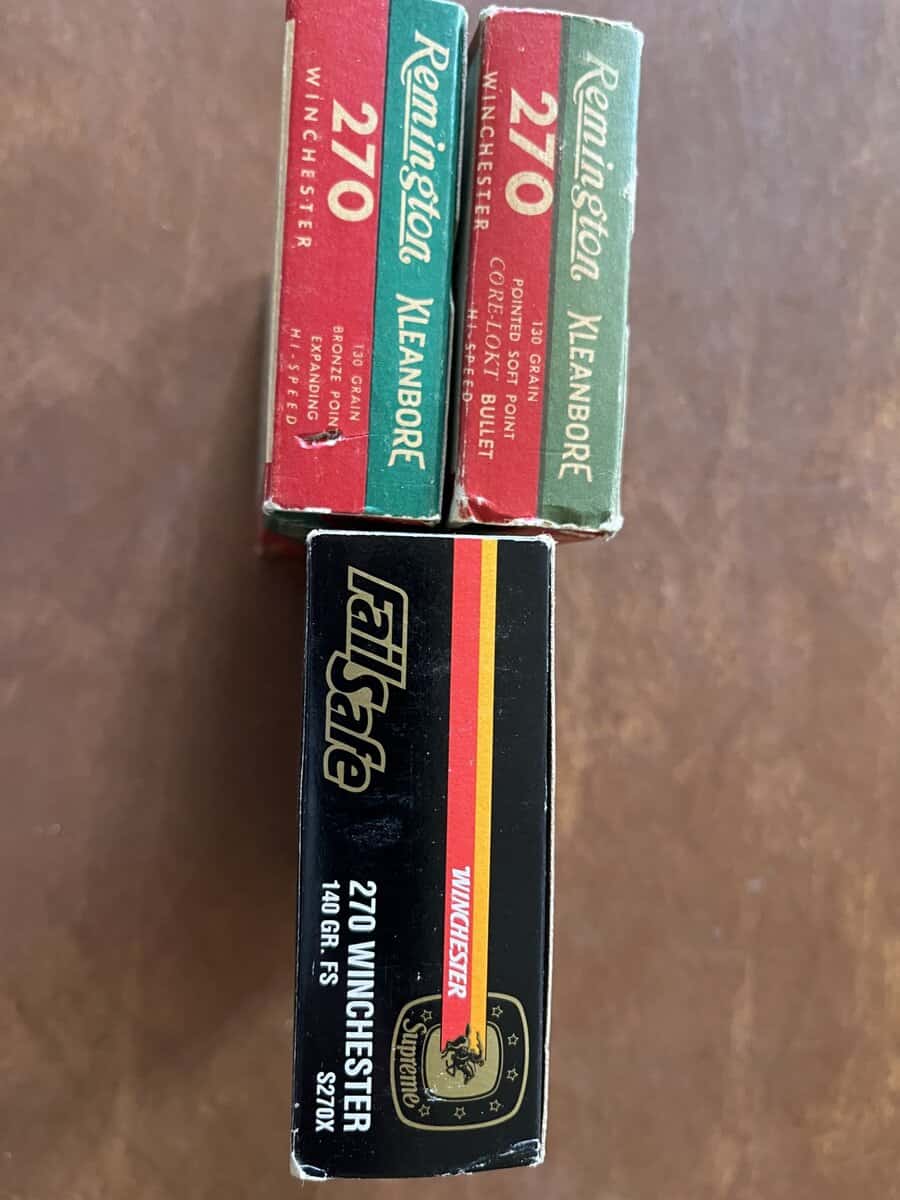 Remington KLEANBORE
270
WINCHESTER
130 GRAIN
BRONZE POINT
EXPANDING
HI-SPEED
Remington KLEANBORE
270
WINCHESTER
130 GRAIN
POINTED SOFT POINT
CORE-LOKT BULLET
HI-SPEED
WINCHESTER
Supreme
FailSafe
270 WINCHESTER
140 GR. FS
S270X